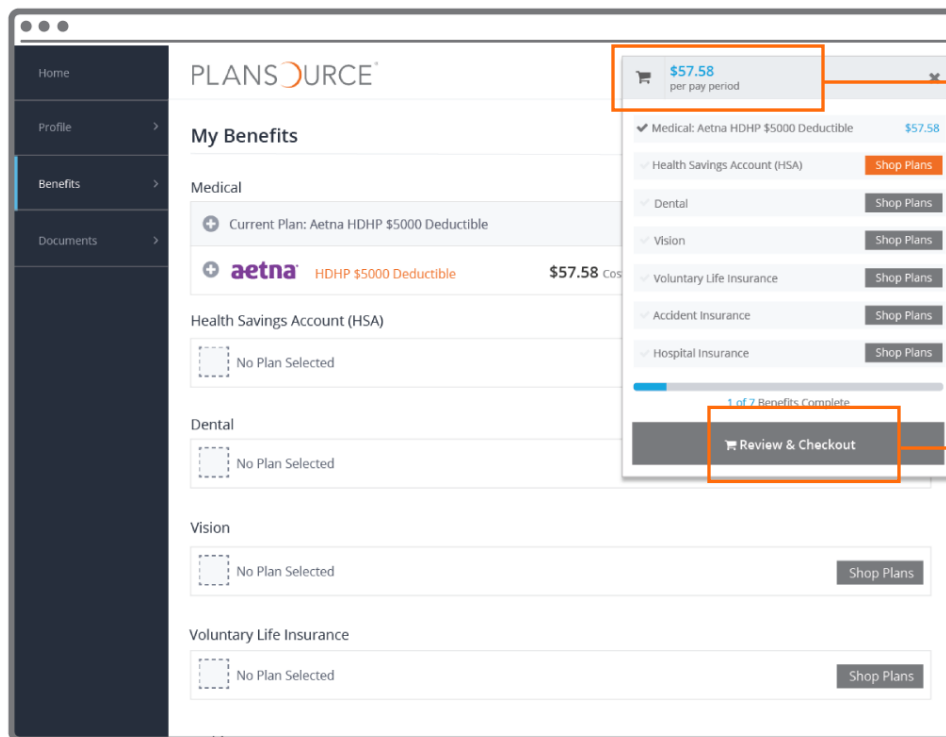 Home
Profile
Benefits
Documents
PLANSOURCE®
My Benefits
Medical
Current Plan: Aetna HDHP $5000 Deductible
aetna HDHP $5000 Deductible $57.58 Cos
Health Savings Account (HSA)
No Plan Selected
Dental
No Plan Selected
Vision
No Plan Selected Shop Plans
Voluntary Life Insurance
No Plan Selected Shop Plans
$57.58
per pay period
Medical: Aetna HDHP $5000 Deductible $57.58
Health Savings Account (HSA) Shop Plans
Dental Shop Plans
Vision Shop Plans
Voluntary Life Insurance Shop Plans
Accident Insurance Shop Plans
Hospital Insurance Shop Plans
1 of 7 Benefits Complete
Review & Checkout